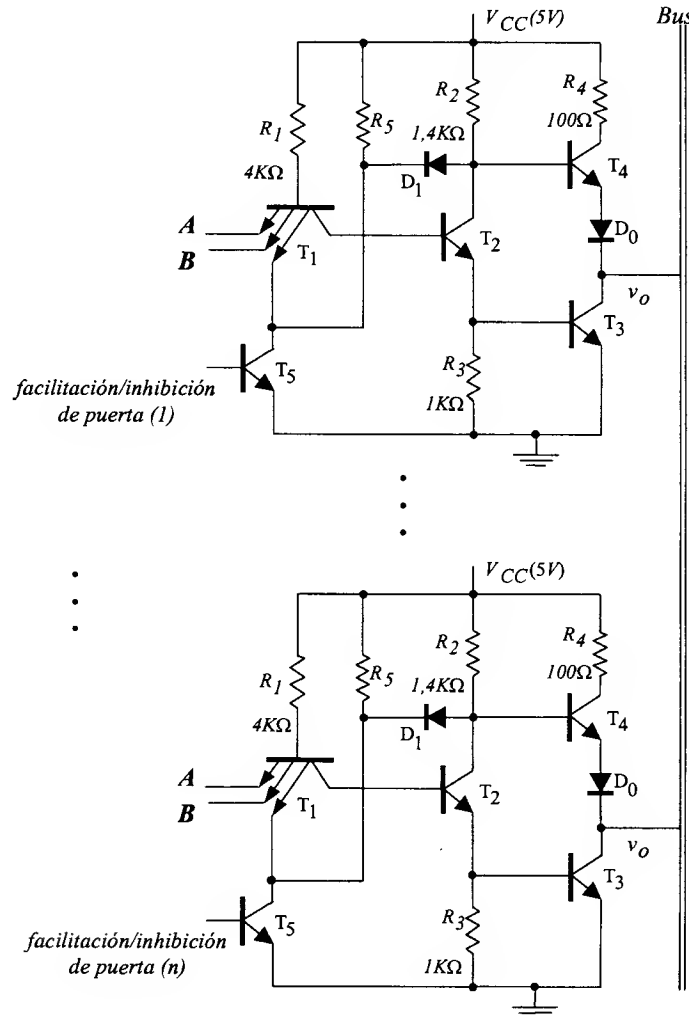 Bus
V_CC(5V)
R_1
4KΩ
R_5
R_2
1,4KΩ
R_4
100Ω
D_1
T_4
D_0
A
B
T_1
T_2
v_o
T_3
T_5
R_3
1KΩ
facilitación/inhibición
de puerta (1)
V_CC(5V)
R_1
4KΩ
R_5
R_2
1,4KΩ
R_4
100Ω
D_1
T_4
D_0
A
B
T_1
T_2
v_o
T_3
T_5
R_3
1KΩ
facilitación/inhibición
de puerta (n)